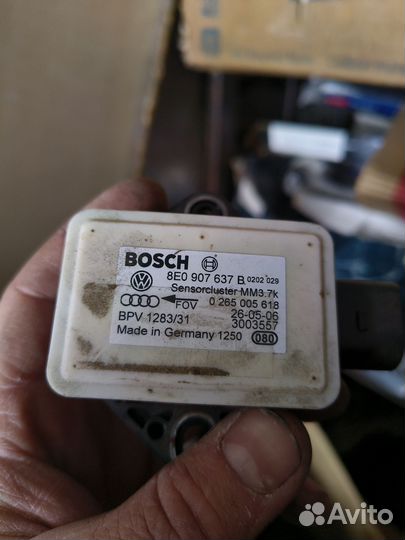 BOSCH
8E0 907 637 B 0202 029
Sensorcluster MM3.7k
FOV 0 265 005 618
BPV 1283/31 26-05-06
3003557
Made in Germany 1250 080
L
Avito